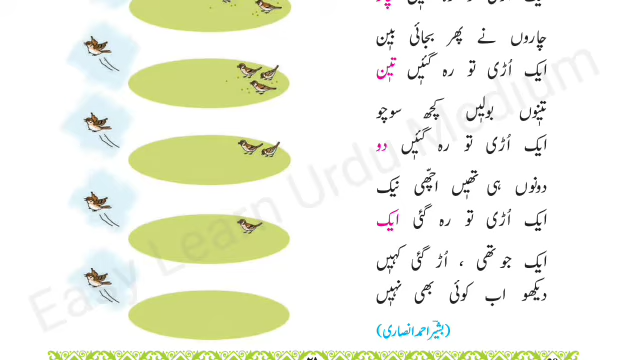 چاروں نے پھر بجائی بین
ایک اُڑی تو رہ گئیں تین
تینوں بولیں کچھ سوچو
ایک اُڑی تو رہ گئیں دو
دونوں ہی تھیں اچھی نیک
ایک اُڑی تو رہ گئی ایک
ایک جو تھی ، اُڑ گئی کہیں
دیکھو اب کوئی بھی نہیں
(بشیر احمد انصاری)
Easy Learn Urdu Medium